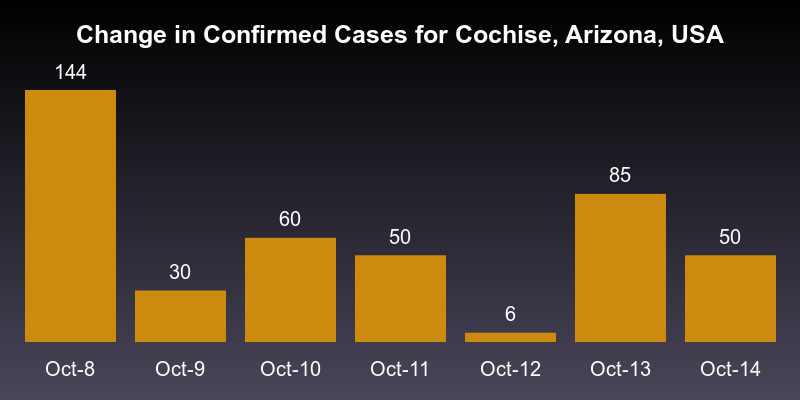 Change in Confirmed Cases for Cochise, Arizona, USA
144
30
60
50
6
85
50
Oct-8
Oct-9
Oct-10
Oct-11
Oct-12
Oct-13
Oct-14